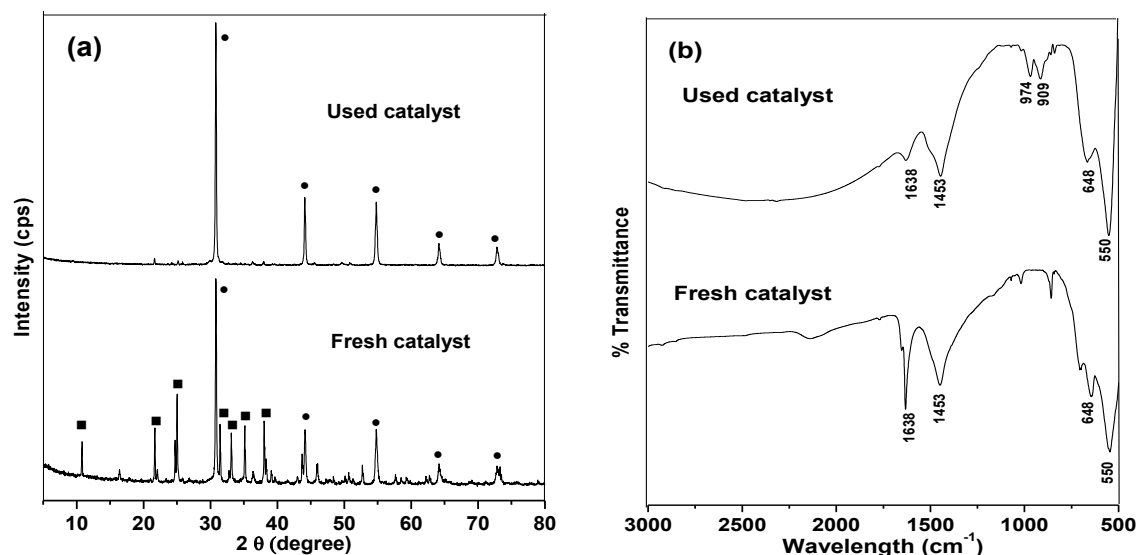 (a)
Used catalyst
Fresh catalyst
Intensity (cps)
10 20 30 40 50 60 70 80
2 θ (degree)
(b)
Used catalyst
974
909
1638
1453
648
550
Fresh catalyst
1638
1453
648
550
% Transmittance
3000 2500 2000 1500 1000 500
Wavelength (cm⁻¹)